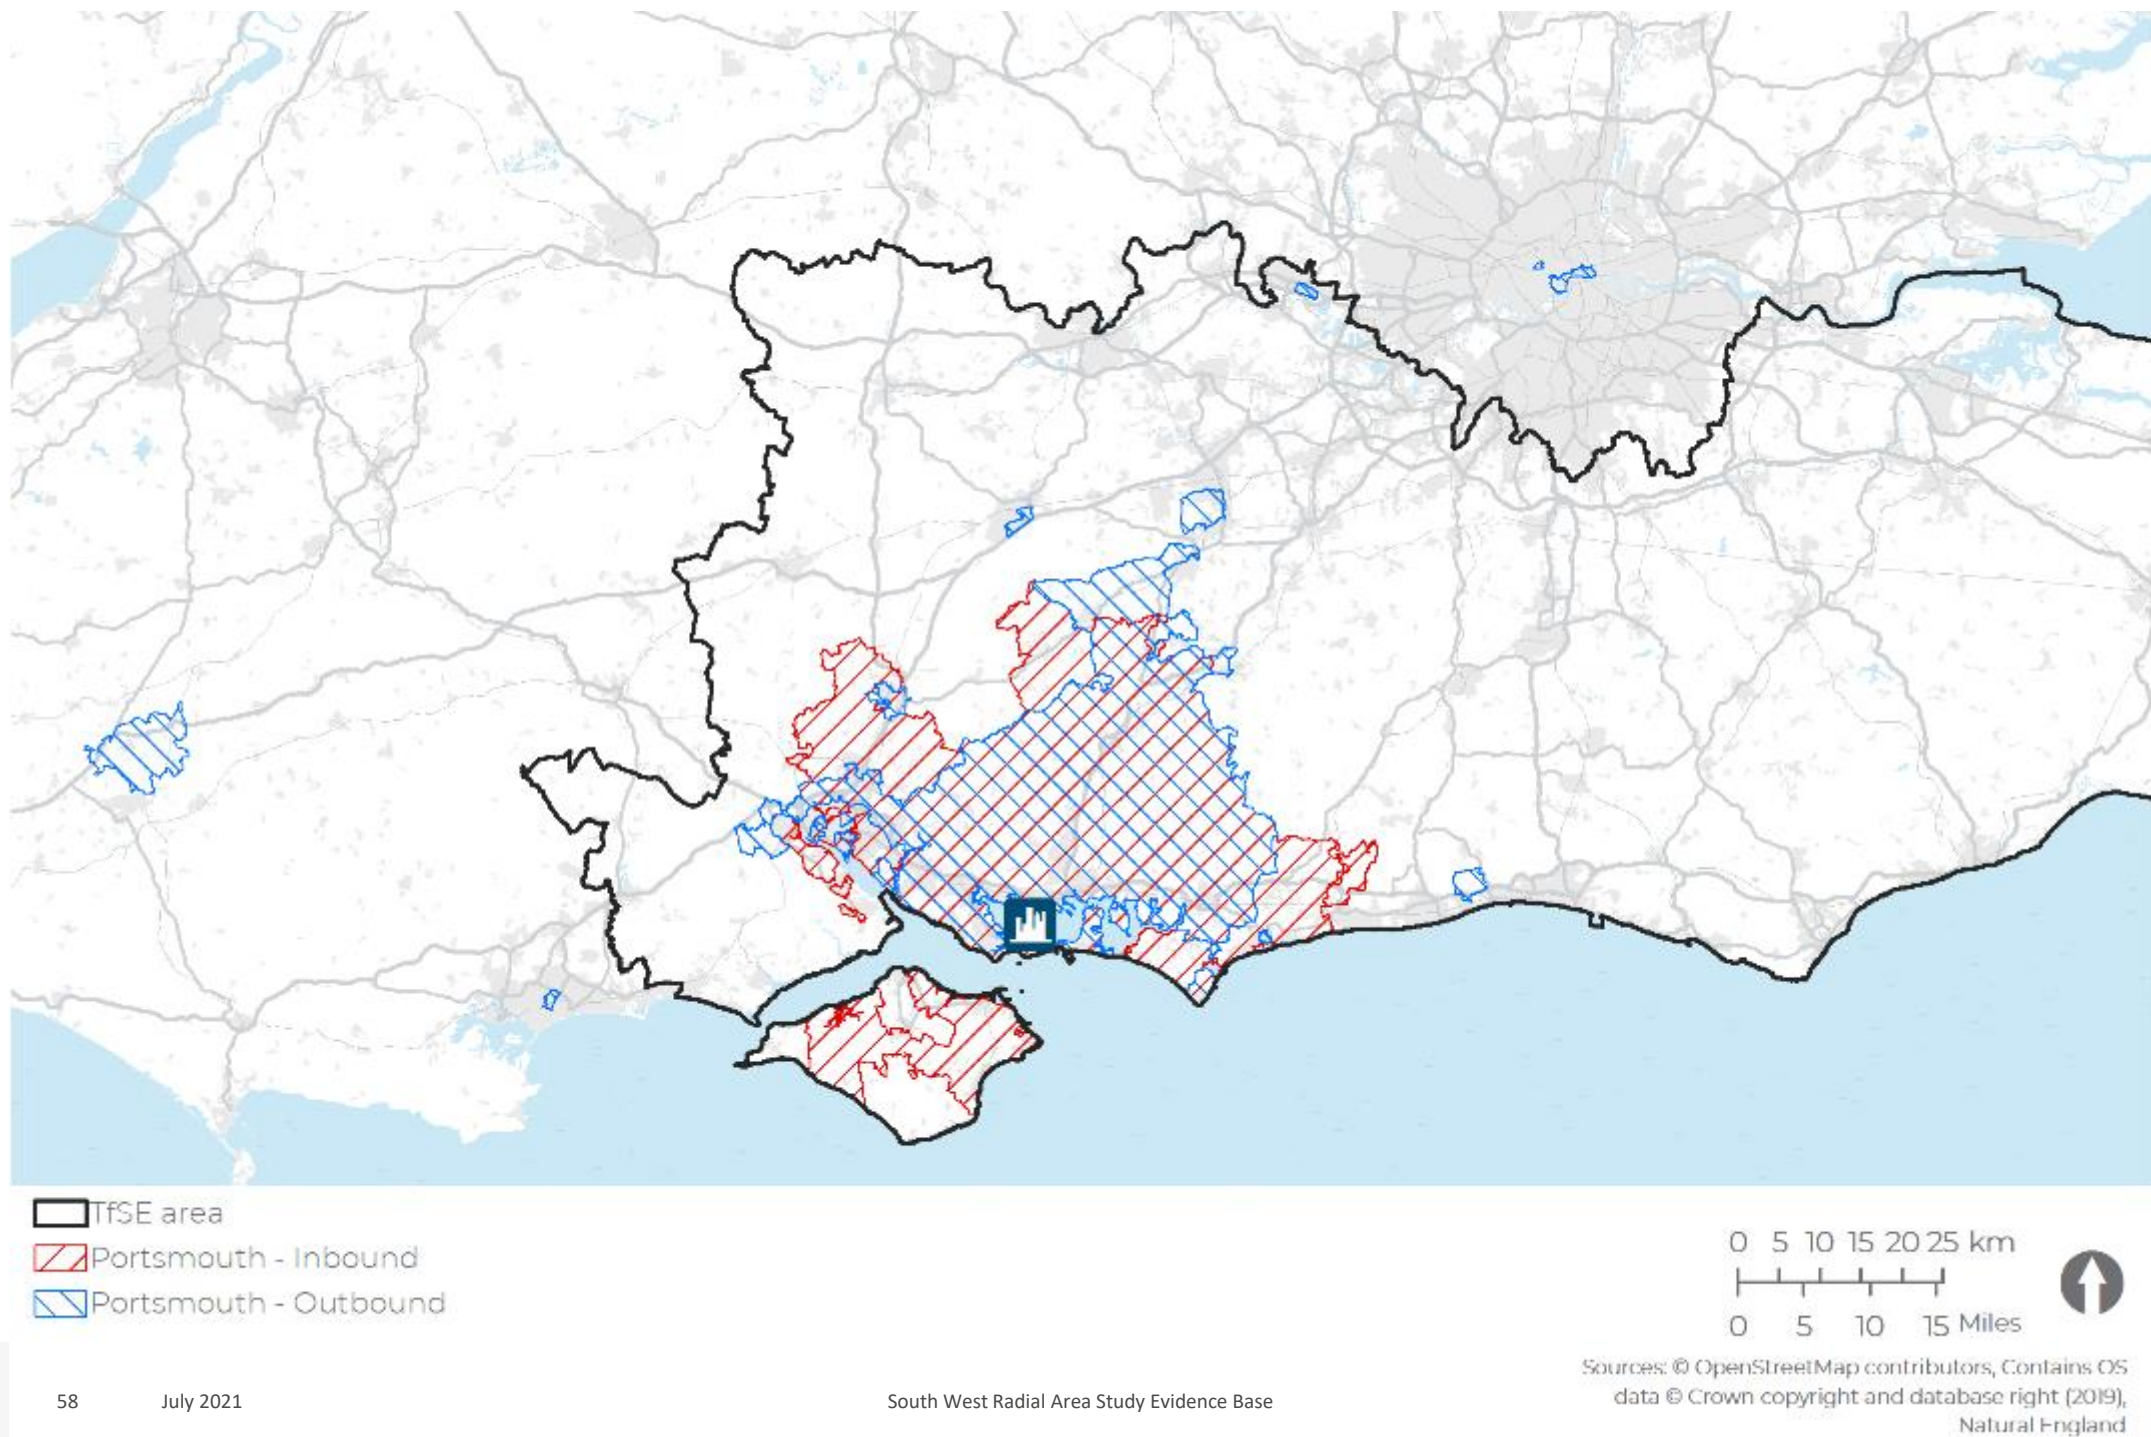 TfSE area
Portsmouth - Inbound
Portsmouth - Outbound
0 5 10 15 20 25 km
0 5 10 15 Miles
Sources: © OpenStreetMap contributors, Contains OS
data © Crown copyright and database right (2019),
Natural England
58 July 2021 South West Radial Area Study Evidence Base